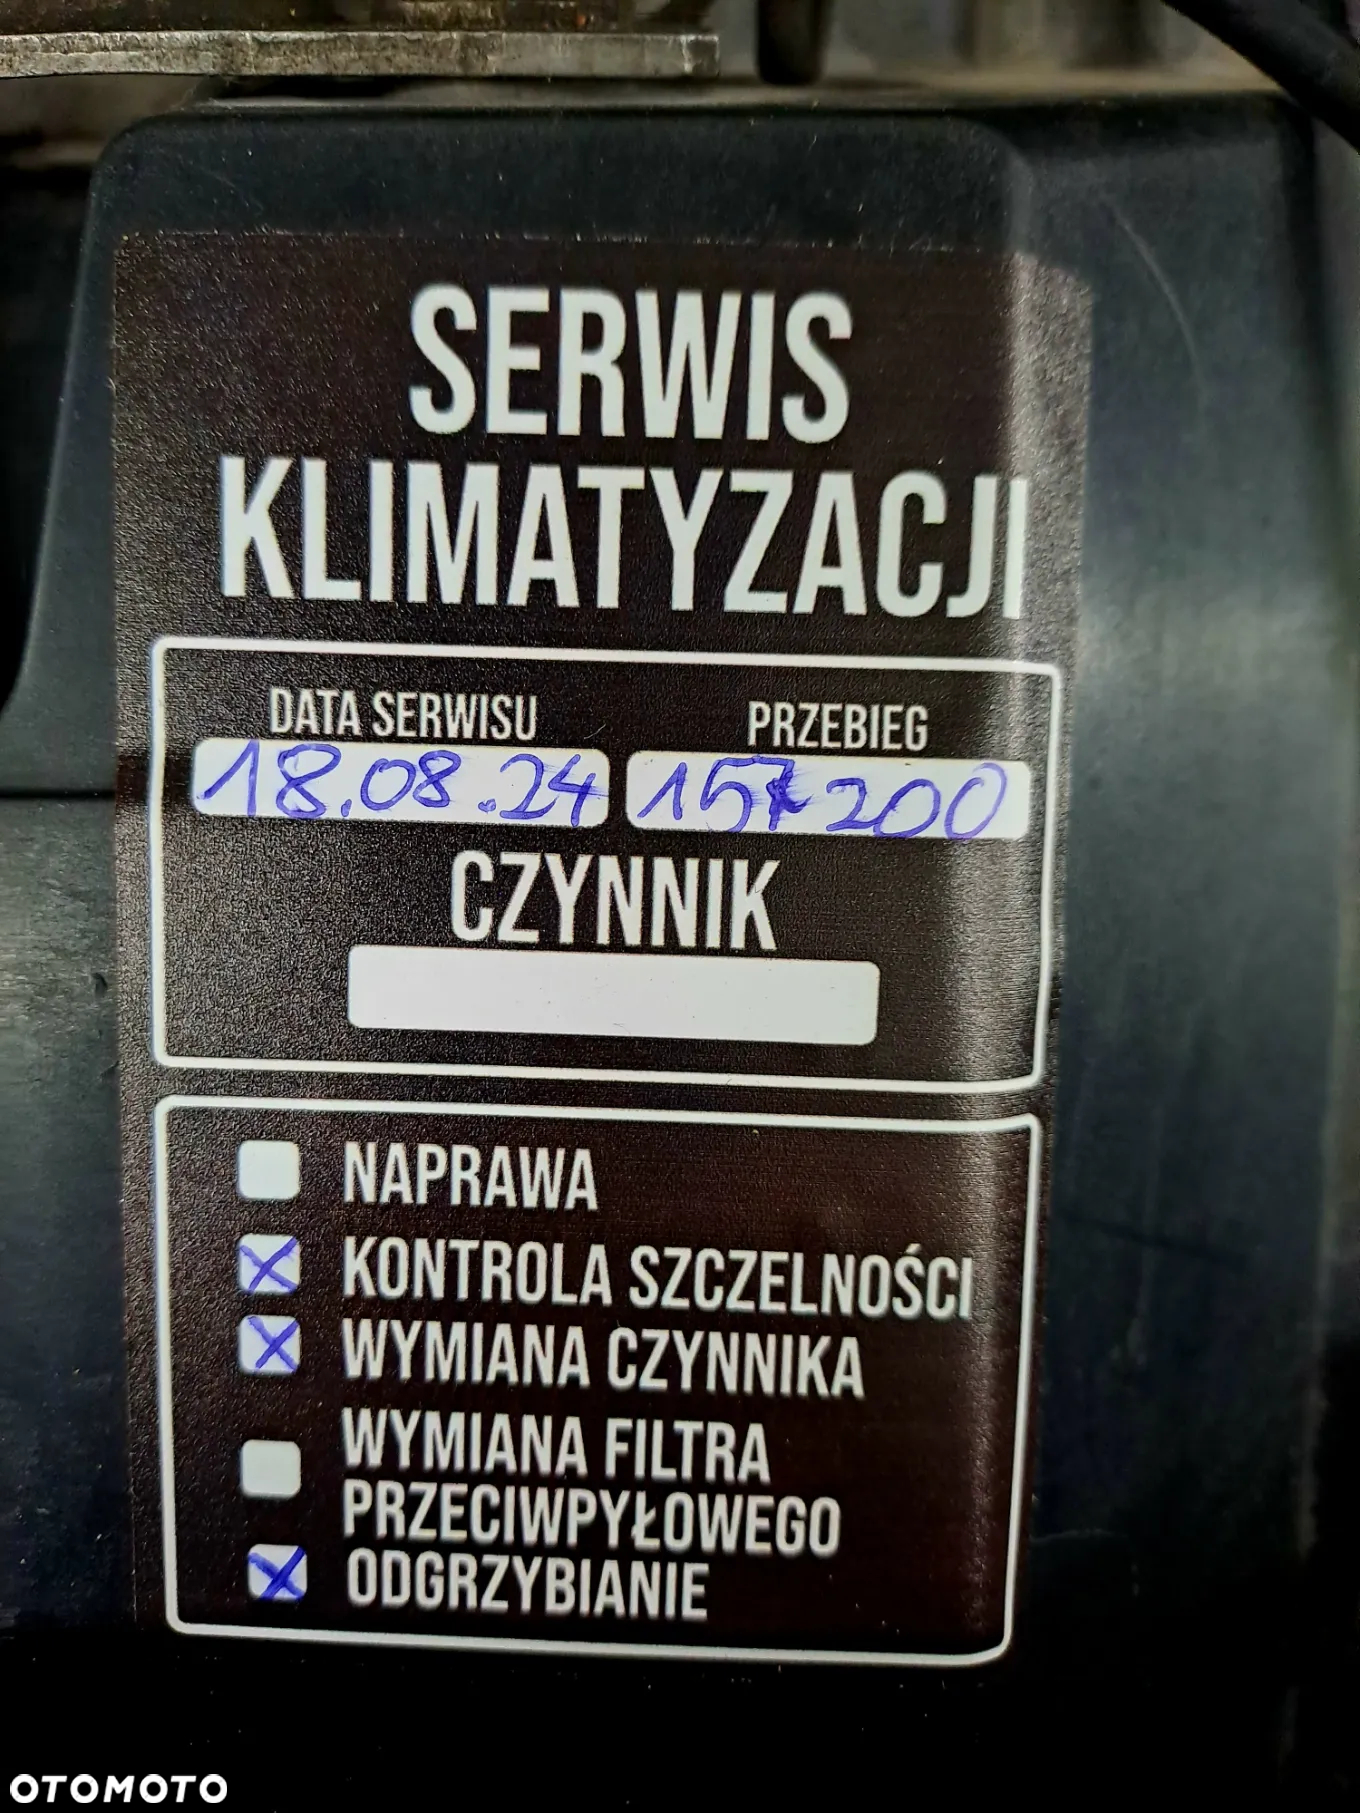 SERWIS
KLIMATYZACJI
DATA SERWISU PRZEBIEG
18.08.24 157200
CZYNNIK
NAPRAWA
KONTROLA SZCZELNOŚCI
WYMIANA CZYNNIKA
WYMIANA FILTRA
PRZECIWPYŁOWEGO
ODGRZYBIANIE
OTOMOTO